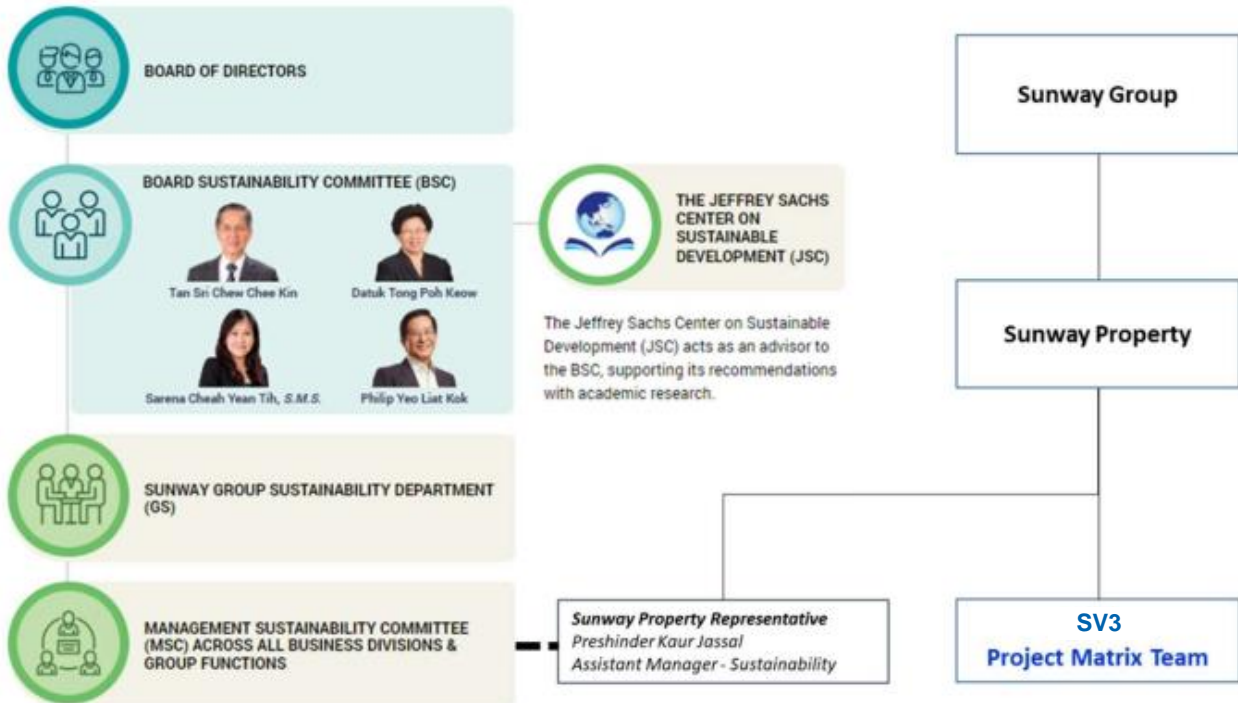 BOARD OF DIRECTORS
BOARD SUSTAINABILITY COMMITTEE (BSC)
Tan Sri Chew Chee Kin
Datuk Tong Poh Keow
Sarena Cheah Yean Tih, S.M.S.
Philip Yeo Liat Kok
THE JEFFREY SACHS
CENTER ON
SUSTAINABLE
DEVELOPMENT (JSC)
The Jeffrey Sachs Center on Sustainable
Development (JSC) acts as an advisor to
the BSC, supporting its recommendations
with academic research.
SUNWAY GROUP SUSTAINABILITY DEPARTMENT
(GS)
MANAGEMENT SUSTAINABILITY COMMITTEE
(MSC) ACROSS ALL BUSINESS DIVISIONS &
GROUP FUNCTIONS
Sunway Property Representative
Preshinder Kaur Jassal
Assistant Manager - Sustainability
Sunway Group
Sunway Property
SV3
Project Matrix Team